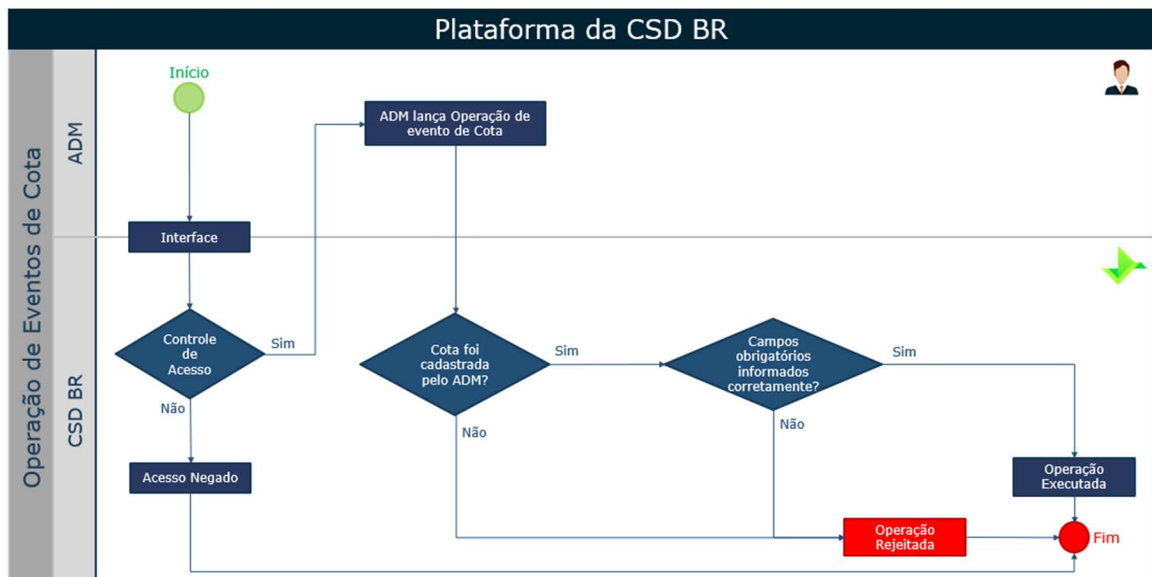 Plataforma da CSD BR
Operação de Eventos de Cota
ADM
Início
ADM lança Operação de
evento de Cota
Interface
CSD BR
Controle
de
Acesso
Sim
Não
Cota foi
cadastrada
pelo ADM?
Sim
Não
Campos
obrigatórios
informados
corretamente?
Sim
Não
Acesso Negado
Operação
Executada
Operação
Rejeitada
Fim